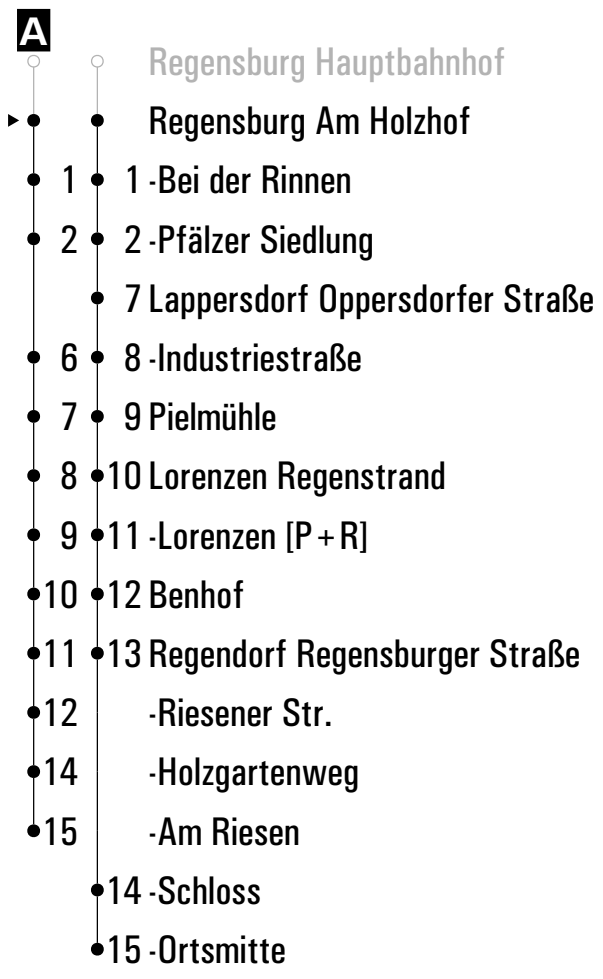 A
Regensburg Hauptbahnhof
Regensburg Am Holzhof
1 1 -Bei der Rinnen
2 2 -Pfälzer Siedlung
7 Lappersdorf Oppersdorfer Straße
6 8 -Industriestraße
7 9 Pielmühle
8 10 Lorenzen Regenstrand
9 11 -Lorenzen [P+R]
10 12 Benhof
11 13 Regendorf Regensburger Straße
12 -Riesener Str.
14 -Holzgartenweg
15 -Am Riesen
14 -Schloss
15 -Ortsmitte